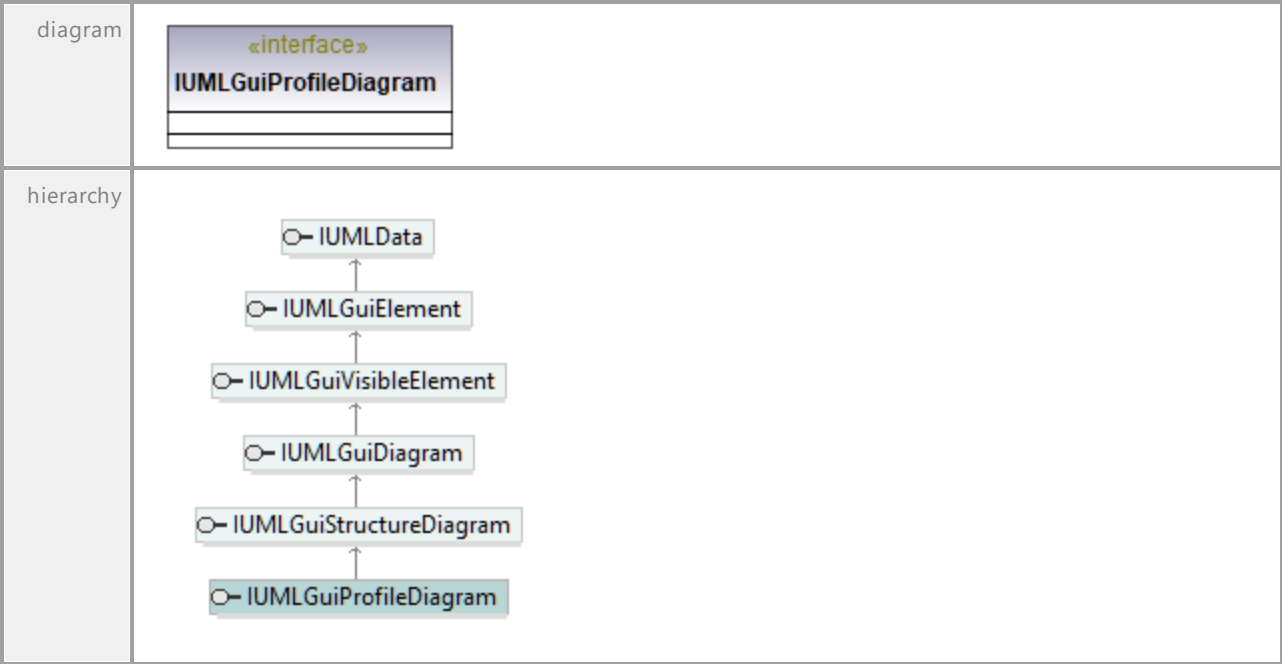 diagram
«interface»
IUMLGuiProfileDiagram
hierarchy
IUMLData
IUMLGuiElement
IUMLGuiVisibleElement
IUMLGuiDiagram
IUMLGuiStructureDiagram
IUMLGuiProfileDiagram